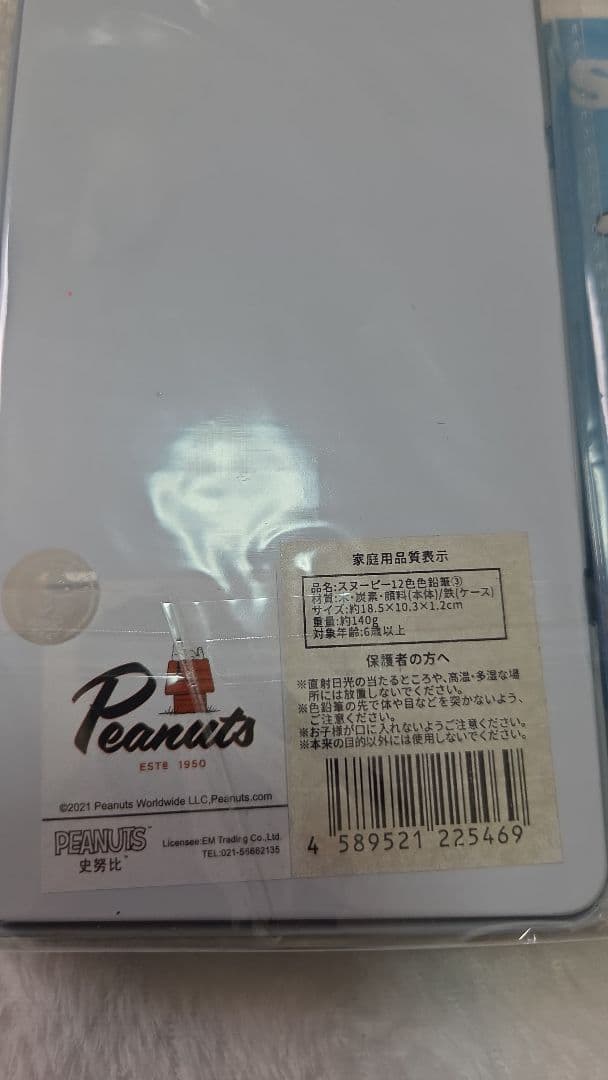 S
家庭用品質表示
品名:スヌーピー12色色鉛筆③
材質:木・炭素・顔料(本体)/鉄(ケース)
サイズ:約18.5×10.3×1.2cm
重量:約140g
対象年齢:6歳以上
保護者の方へ
※直射日光の当たるところや、高温・多湿な場
所には放置しないでください。
※色鉛筆の先で体や目などを突かないよう、
ご注意ください。
※お子様が口に入れないようご注意ください。
※本来の目的以外には使用しないでください。
4 589521 225469
Peanuts
ESTD 1950
©2021 Peanuts Worldwide LLC,Peanuts.com
PEANUTS™
史努比™
Licensee:EM Trading Co.,Ltd.
TEL:021-56662135